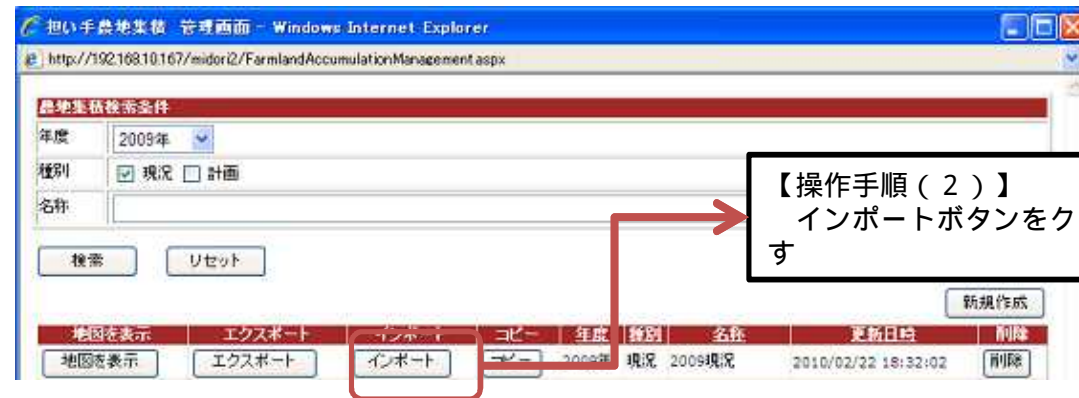 担い手農地集積 管理画面 - Windows Internet Explorer
http://192.168.10.167/midori2/FarmlandAccumulationManagement.aspx
農地集積検索条件
年度 2009年
種別 現況 計画
名称
【操作手順(2)】
インポートボタンをク
す
検索 リセット
新規作成
地図を表示 エクスポート インポート コピー 年度 種別 名称 更新日時 削除
地図を表示 エクスポート インポート コピー 2009年 現況 2009現況 2010/02/22 18:32:02 削除